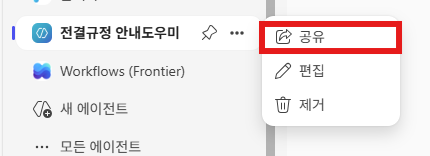 전결규정 안내도우미
공유
Workflows (Frontier)
편집
새 에이전트
제거
모든 에이전트